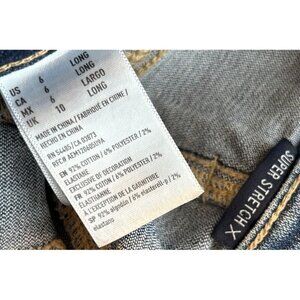 US 6 LONG
CA 6 LONG
MX 6 LARGO
UK 10 LONG
MADE IN CHINA / FABRIQUÉ EN CHINE /
HECHO EN CHINA
RN 54485 / CA 03873
EN 92% COTTON / 6% POLYESTER / 2%
ELASTANE
EXCLUSIVE OF DECORATION
FR 92% COTON / 6% POLYESTER / 2%
ÉLASTHANNE
À L'EXCEPTION DE LA GARNITURE
SP 92% algodón / 6% elasterell-p / 2%
elastano
SUPER STRETCH X